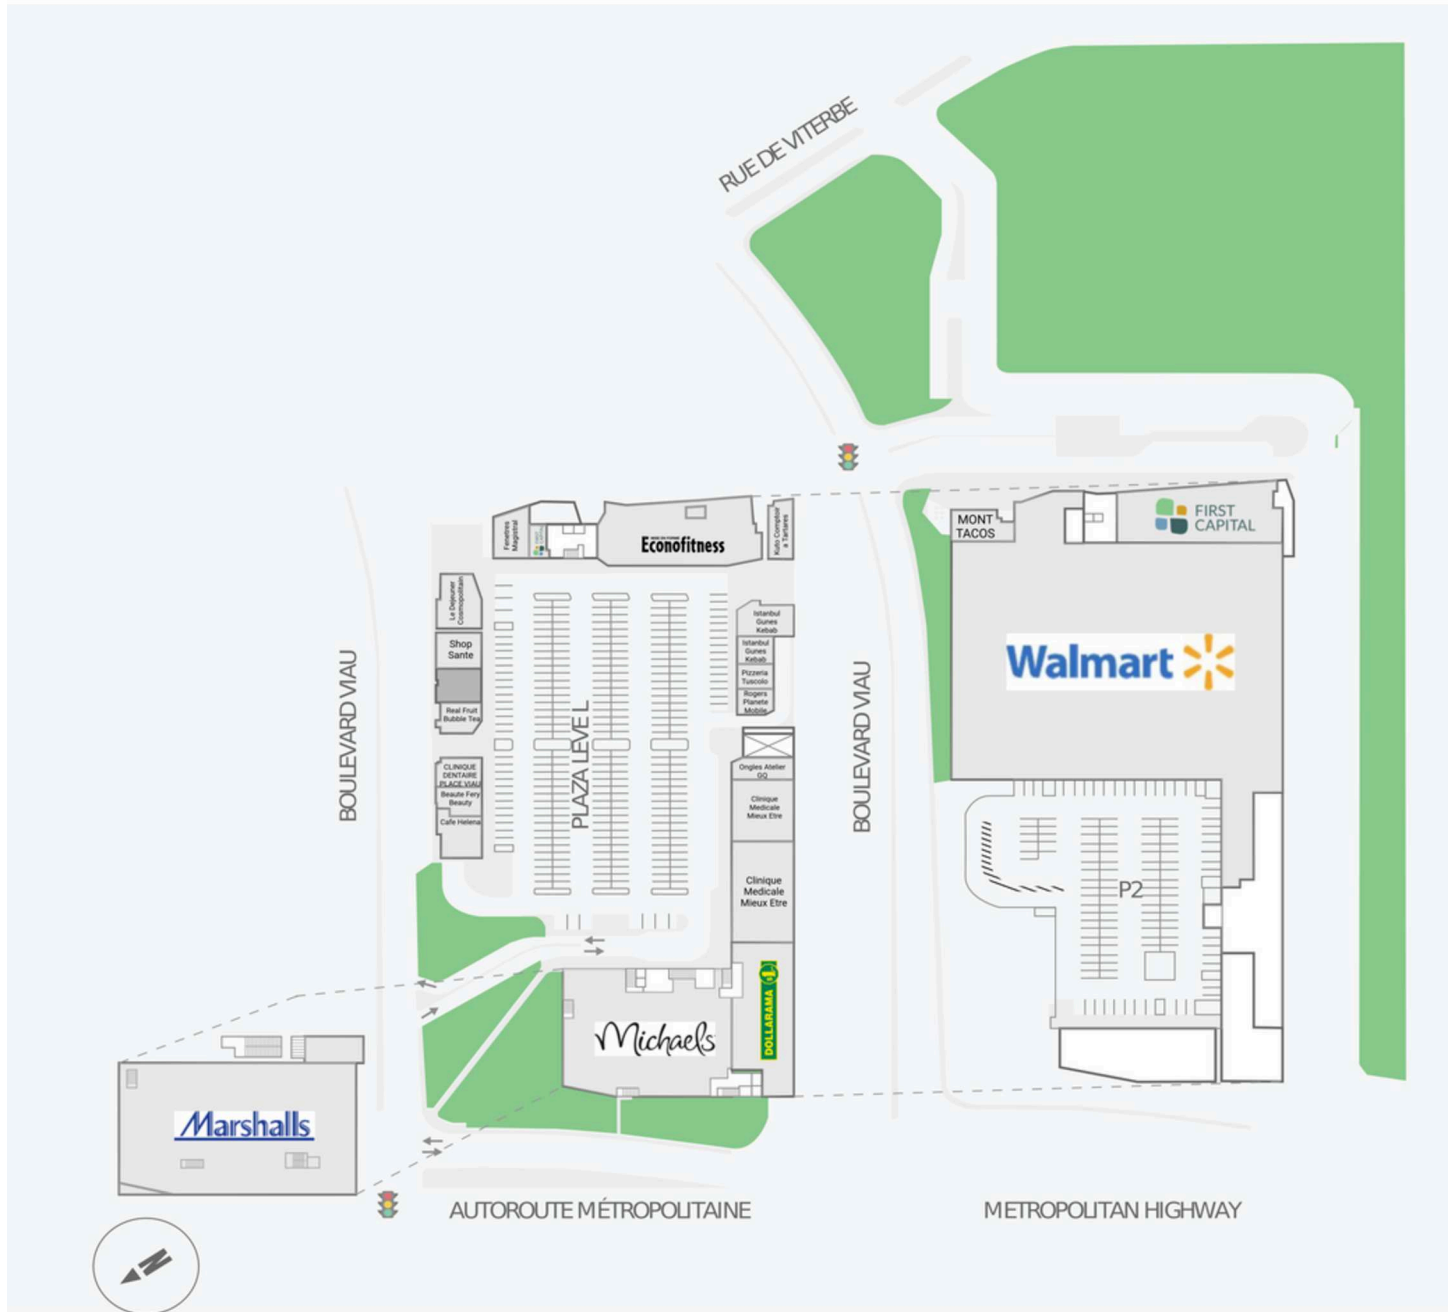 RUE DE VITERBE
Fenetres
Magistral
FIRST
CAPITAL
Econofitness
Kuto Comptoir
a Tartares
MONT
TACOS
FIRST
CAPITAL
Le Dejeuner
Cosmopolitain
Shop
Sante
Real Fruit
Bubble Tea
CLINIQUE
DENTAIRE
PLACE VIAU
Beaute Fery
Beauty
Cafe Helena
BOULEVARD VIAU
PLAZA LEVEL L
Istanbul
Gunes
Kebab
Istanbul
Gunes
Kebab
Pizzeria
Tuscolo
Rogers
Planete
Mobile
Ongles Atelier
GQ
Clinique
Medicale
Mieux Etre
Clinique
Medicale
Mieux Etre
BOULEVARD VIAU
Walmart
P2
Michaels
DOLLARAMA 1
Marshalls
AUTOROUTE MÉTROPOLITAINE
METROPOLITAN HIGHWAY
N